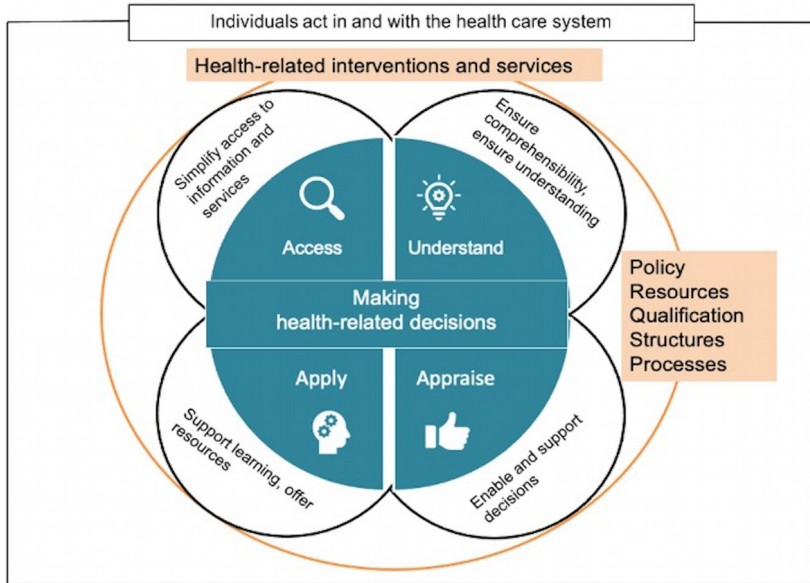 Individuals act in and with the health care system
Health-related interventions and services
Simplify access to
information and
services
Ensure
comprehensibility,
ensure understanding
Access
Understand
Making
health-related decisions
Policy
Resources
Qualification
Structures
Processes
Apply
Appraise
Support learning, offer
resources
Enable and support
decisions